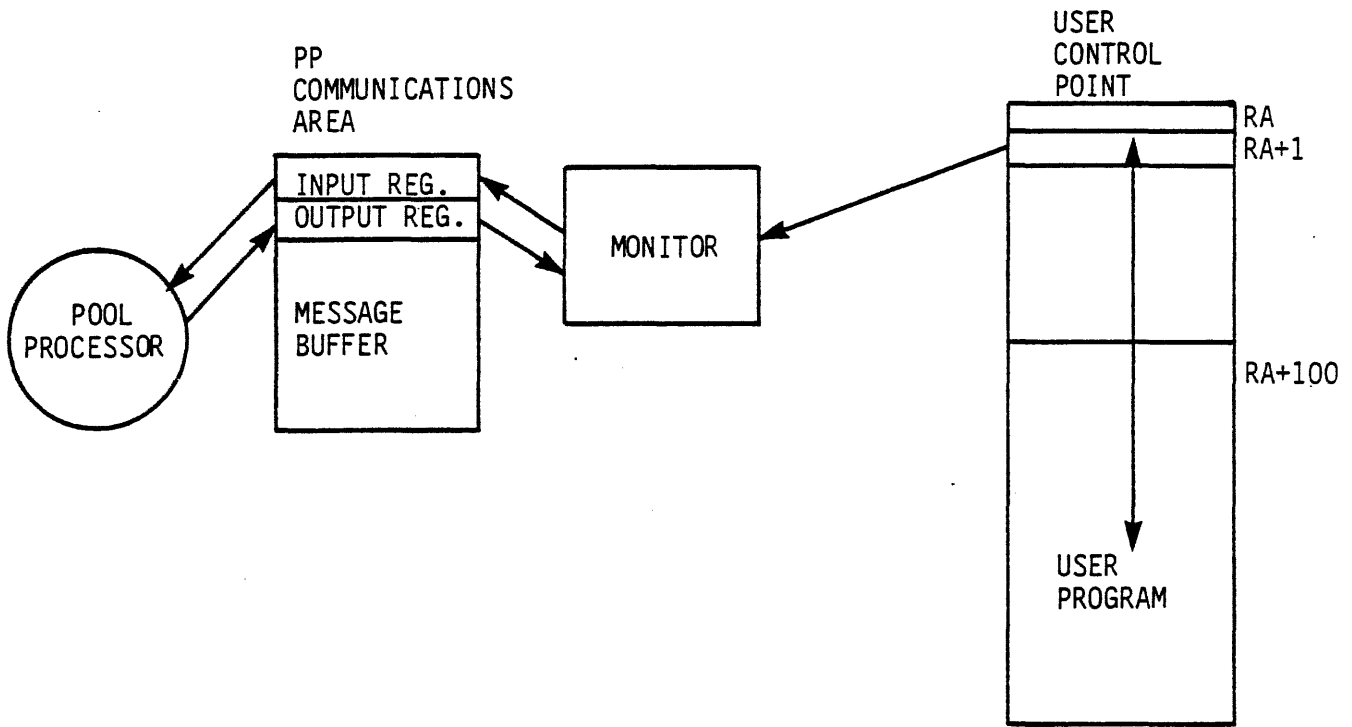 PP
COMMUNICATIONS
AREA
INPUT REG.
OUTPUT REG.
MESSAGE
BUFFER
POOL
PROCESSOR
MONITOR
USER
CONTROL
POINT
RA
RA+1
RA+100
USER
PROGRAM